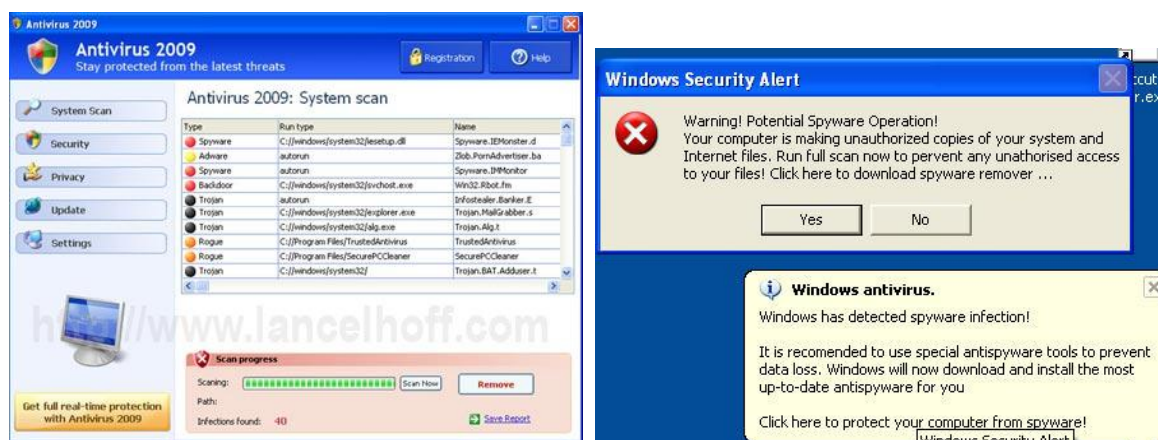 Antivirus 2009
Antivirus 2009
Stay protected from the latest threats
Registration
Help
System Scan
Security
Privacy
Update
Settings
Get full real-time protection
with Antivirus 2009
Antivirus 2009: System scan
Type Run type Name
Spyware C://windows/system32/iesetup.dll Spyware.IEMonster.d
Adware autorun Zlob.PornAdvertiser.ba
Spyware autorun Spyware.IMMonitor
Backdoor C://windows/system32/svchost.exe Win32.Rbot.fm
Trojan autorun Infostealer.Banker.E
Trojan C://windows/system32/explorer.exe Trojan.MailGrabber.s
Trojan C://windows/system32/alg.exe Trojan.Alg.t
Rogue C://Program Files/TrustedAntivirus TrustedAntivirus
Rogue C://Program Files/SecurePCCleaner SecurePCCleaner
Trojan C://windows/system32/ Trojan.BAT.Adduser.t
http://www.lancelhoff.com
Scan progress
Scaning: Scan Now
Remove
Path:
Infections found: 40
Save Report
Windows Security Alert
Warning! Potential Spyware Operation!
Your computer is making unauthorized copies of your system and
Internet files. Run full scan now to pervent any unathorised access
to your files! Click here to download spyware remover ...
Yes
No
Windows antivirus.
Windows has detected spyware infection!
It is recomended to use special antispyware tools to prevent
data loss. Windows will now download and install the most
up-to-date antispyware for you
Click here to protect your computer from spyware!
Windows Security Alert